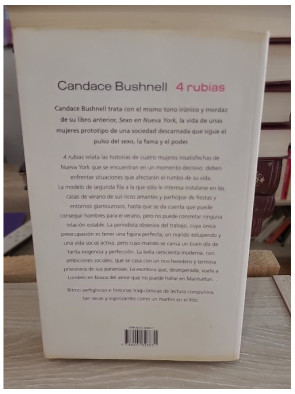 Candace Bushnell 4 rubias
Candace Bushnell trata con el mismo tono irónico y mordaz
de su libro anterior, Sexo en Nueva York, la vida de unas
mujeres prototipo de una sociedad descarnada que sigue el
pulso del sexo, la fama y el poder.
4 rubias relata las historias de cuatro mujeres insatisfechas de
Nueva York que se encuentran en un momento decisivo: deben
enfrentar situaciones que afectarán el rumbo de su vida.
La modelo de segunda fila a la que sólo le interesa instalarse en las
casas de verano de sus ricos amantes y participar de fiestas y
entornos glamourosos, hasta que se da cuenta que puede
conseguir hombres para el verano, pero no puede concretar ninguna
relación estable. La periodista obsesiva del trabajo, cuya única
preocupación es tener una figura perfecta, un marido estupendo y
una vida social activa, pero cuyo marido se cansa un buen día de
tanta exigencia y perfección. La bella cenicienta moderna, con
ambiciones sociales, que se casa con un rico heredero y termina
prisionera de sus paranoias. La escritora que, desesperada, vuela a
Londres en busca del amor que no puede hallar en Manhattan.
Ritmo vertiginoso e historias tragicómicas de lectura compulsiva,
tan secas y vigorizantes como un martini en el Ritz.